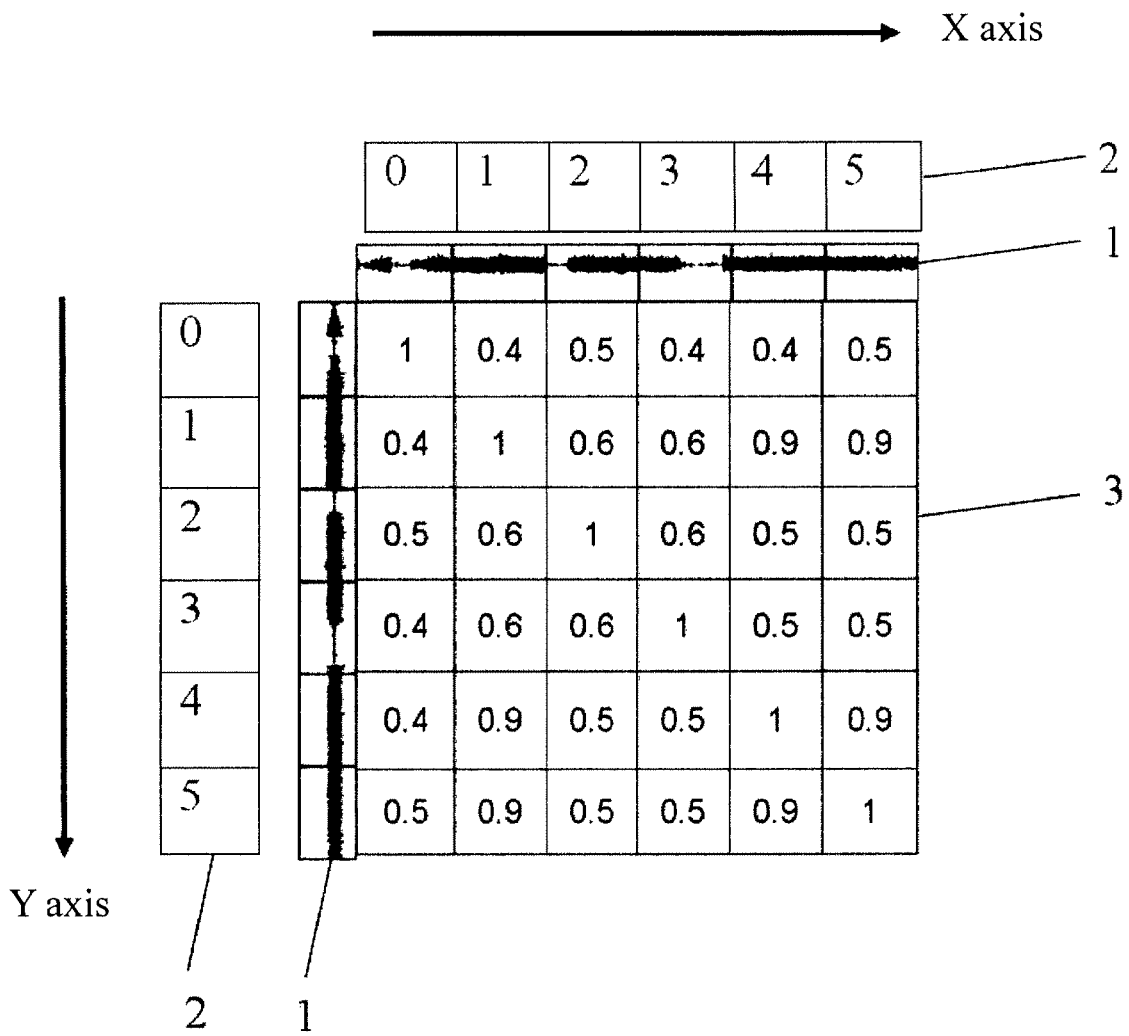 X axis
0 1 2 3 4 5 2
1
0 1 0.4 0.5 0.4 0.4 0.5
1 0.4 1 0.6 0.6 0.9 0.9
3
2 0.5 0.6 1 0.6 0.5 0.5
3 0.4 0.6 0.6 1 0.5 0.5
4 0.4 0.9 0.5 0.5 1 0.9
5 0.5 0.9 0.5 0.5 0.9 1
Y axis
2 1